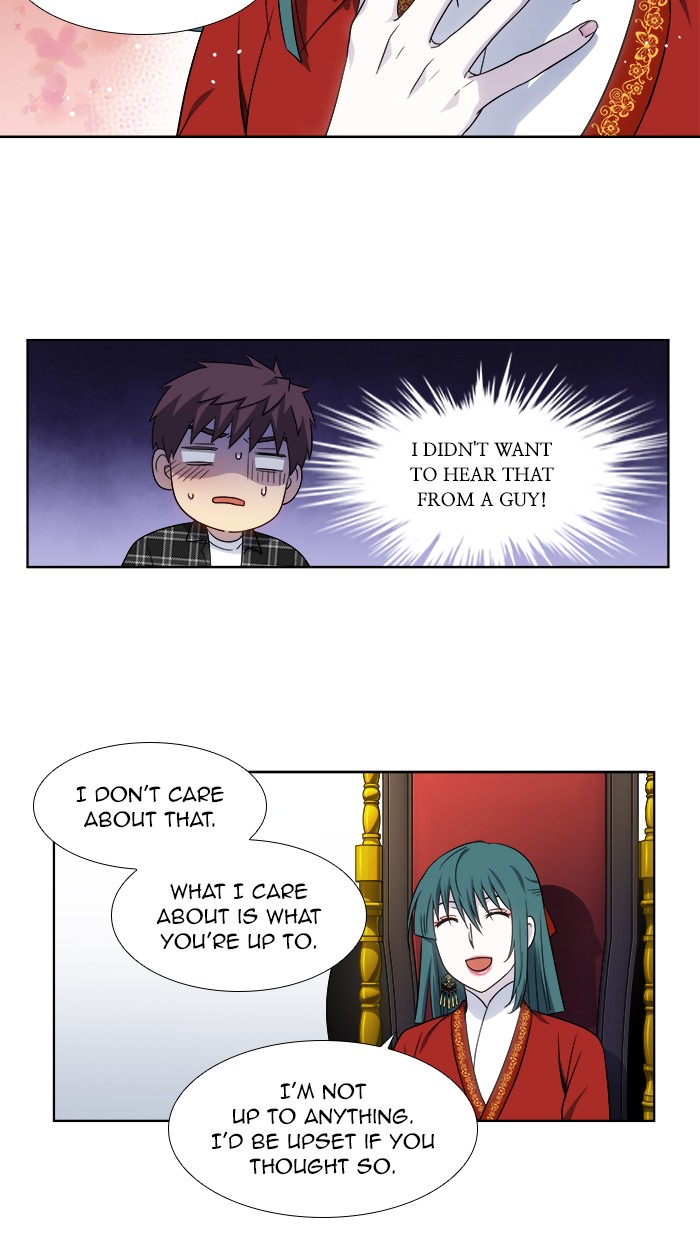 I DIDN'T WANT
TO HEAR THAT
FROM A GUY!
I DON'T CARE
ABOUT THAT.
WHAT I CARE
ABOUT IS WHAT
YOU'RE UP TO.
I'M NOT
UP TO ANYTHING.
I'D BE UPSET IF YOU
THOUGHT SO.